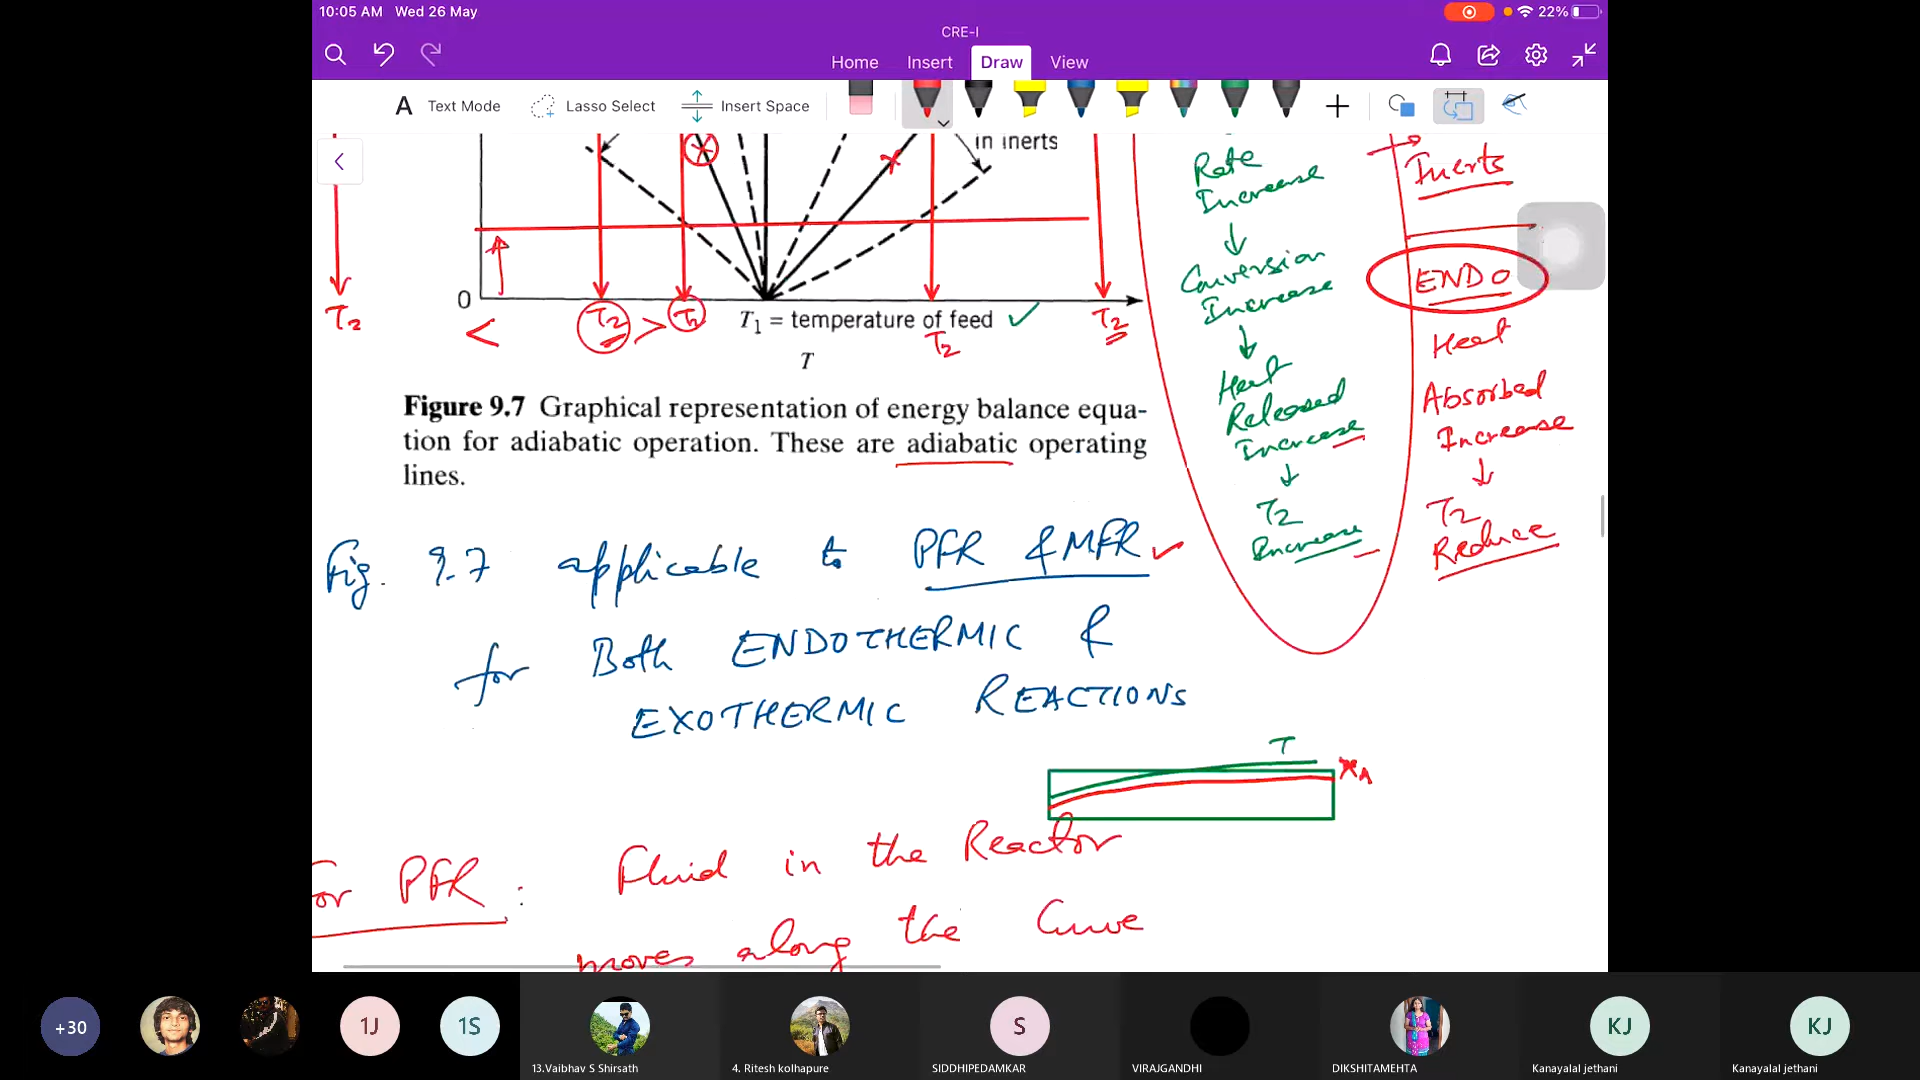 10:05 AM Wed 26 May
22%
CRE-I
Home Insert Draw View
A Text Mode Lasso Select Insert Space
in inerts
0
T₂
<
T₂ > T₂
T₁ = temperature of feed
T₂
T₂
T
Figure 9.7 Graphical representation of energy balance equa-
tion for adiabatic operation. These are adiabatic operating
lines.
Rate
Increase
↓
Conversion
Increase
↓
Heat
Released
Increase
↓
T₂
Increase
Inerts
ENDO
Heat
Absorbed
Increase
↓
T₂
Reduce
Fig. 9.7 applicable to PFR & MFR
for Both ENDOTHERMIC &
EXOTHERMIC REACTIONS
T
XA
For PFR : Fluid in the Reactor
moves along the Curve
+30
1J
1S
S
KJ
KJ
13.Vaibhav S Shirsath
4. Ritesh kolhapure
SIDDHIPEDAMKAR
VIRAJGANDHI
DIKSHITAMEHTA
Kanayalal jethani
Kanayalal jethani